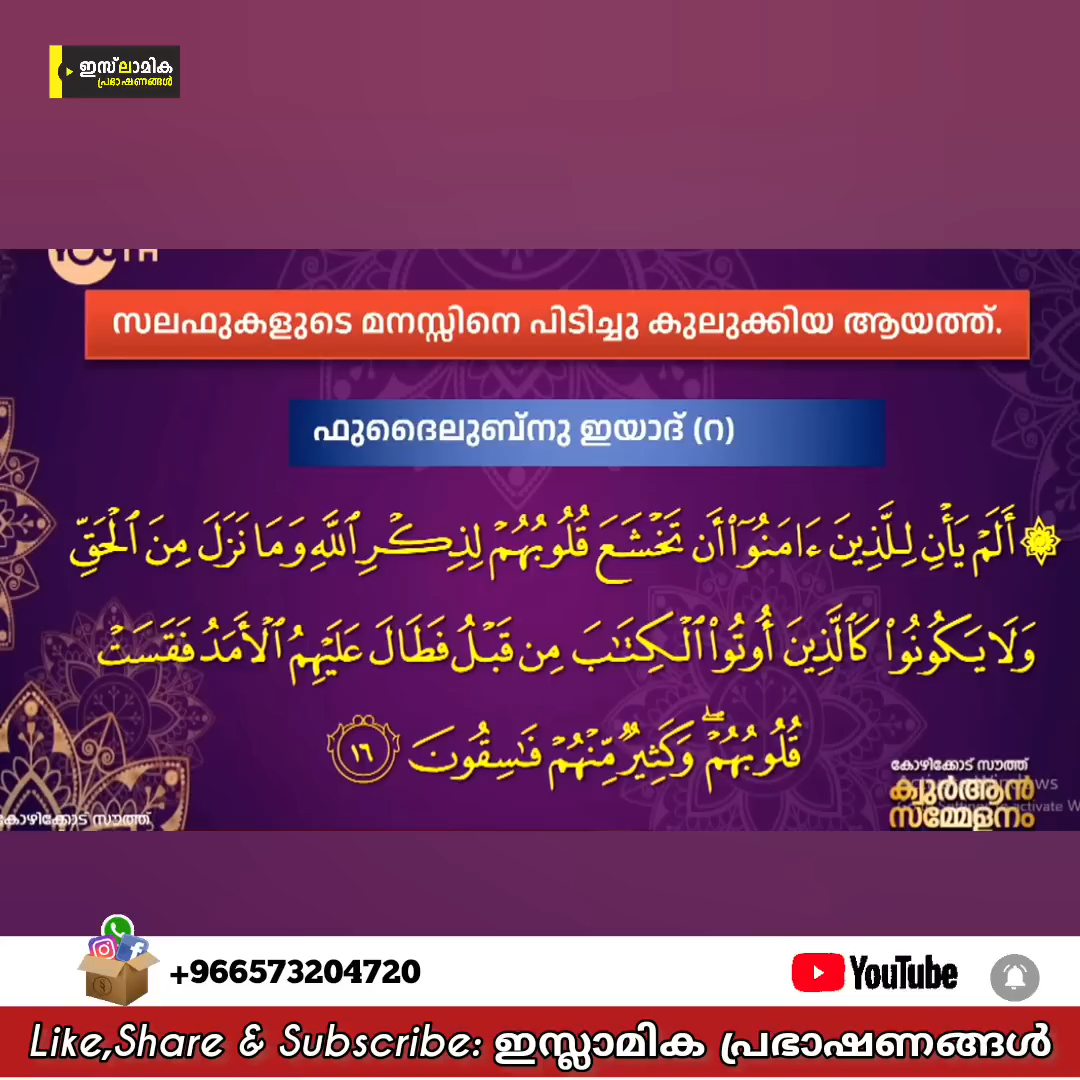 ഇസ്‌ലാമിക
പ്രഭാഷണങ്ങൾ
YOUTH
സലഫുകളുടെ മനസ്സിനെ പിടിച്ചു കുലുക്കിയ ആയത്ത്.
ഫുദൈലുബ്നു ഇയാദ് (റ)
۞ أَلَمْ يَأْنِ لِلَّذِينَ ءَامَنُوٓا۟ أَن تَخْشَعَ قُلُوبُهُمْ لِذِكْرِ ٱللَّهِ وَمَا نَزَلَ مِنَ ٱلْحَقِّ
وَلَا يَكُونُوا۟ كَٱلَّذِينَ أُوتُوا۟ ٱلْكِتَـٰبَ مِن قَبْلُ فَطَالَ عَلَيْهِمُ ٱلْأَمَدُ فَقَسَتْ
قُلُوبُهُمْ ۖ وَكَثِيرٌ مِّنْهُمْ فَـٰسِقُونَ ١٦
കോഴിക്കോട് സൗത്ത്
ക്വുർആൻ
സമ്മേളനം
കോഴിക്കോട് സൗത്ത്
+966573204720
YouTube
Like,Share & Subscribe: ഇസ്ലാമിക പ്രഭാഷണങ്ങൾ